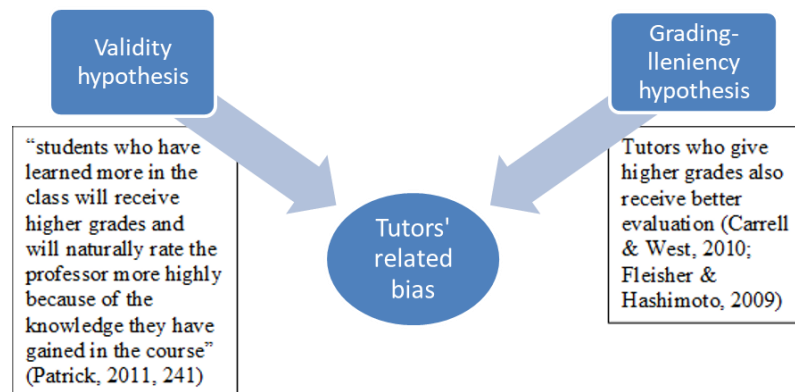 Validity
hypothesis
Grading-
lleniency
hypothesis
“students who have
learned more in the
class will receive
higher grades and
will naturally rate the
professor more highly
because of the
knowledge they have
gained in the course”
(Patrick, 2011, 241)
Tutors'
related
bias
Tutors who give
higher grades also
receive better
evaluation (Carrell
& West, 2010;
Fleisher &
Hashimoto, 2009)